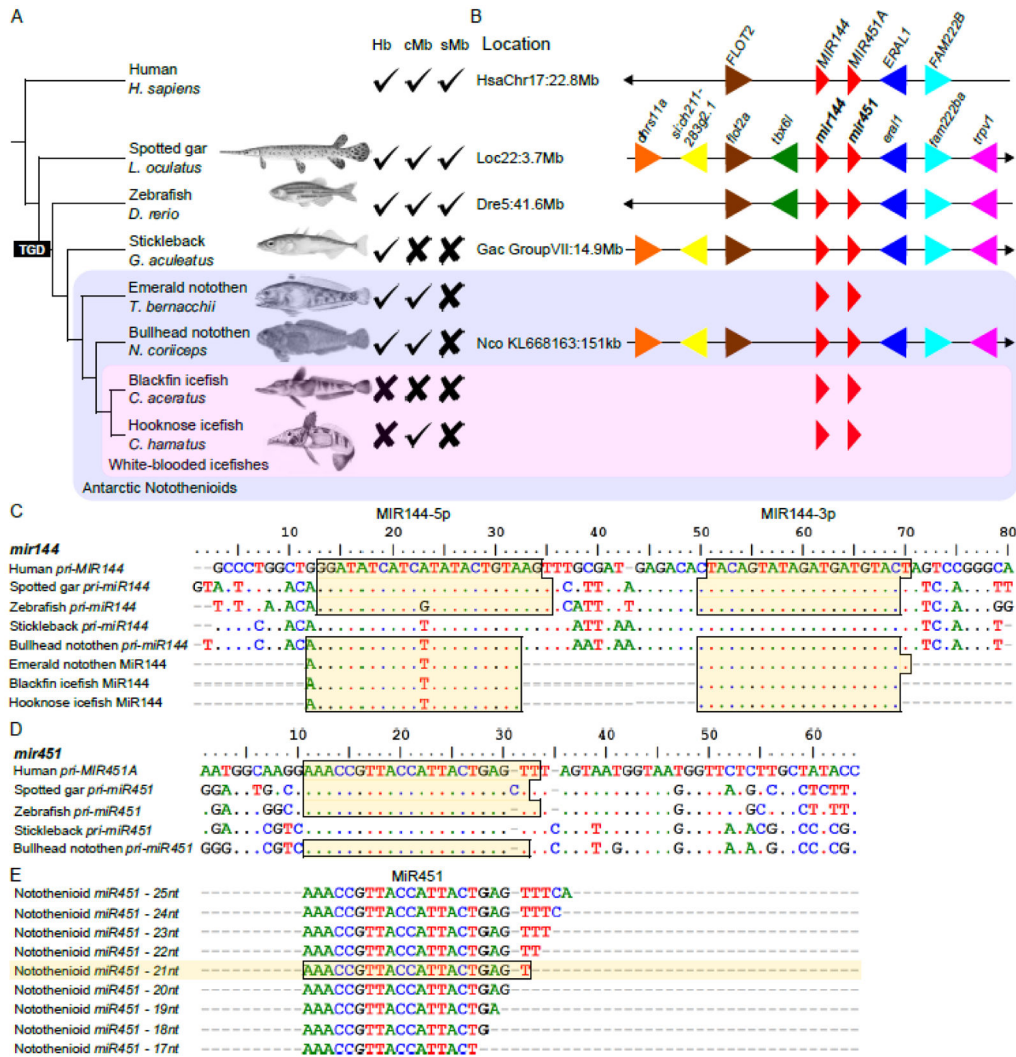 A
B
Hb cMb sMb Location
FLOT2 MIR144 MIR451A ERAL1 FAM222B
Human
H. sapiens
HsaChr17:22.8Mb
dhrs11a si:ch211-283g2.1 flot2a tbx6l mir144 mir451 eral1 fam222ba trpv1
Spotted gar
L. oculatus
Loc22:3.7Mb
Zebrafish
D. rerio
Dre5:41.6Mb
TGD
Stickleback
G. aculeatus
Gac GroupVII:14.9Mb
Emerald notothen
T. bernacchii
Bullhead notothen
N. coriiceps
Nco KL668163:151kb
Blackfin icefish
C. aceratus
Hooknose icefish
C. hamatus
White-blooded icefishes
Antarctic Notothenioids
C
MIR144-5p MIR144-3p
10 20 30 40 50 60 70 80
mir144
Human pri-MIR144 --GCCCTGGCTGGGATATCATCATATACTGTAAGTTTGCGAT-GAGACACTACAGTATAGATGATGTACTAGTCCGGGCA
Spotted gar pri-miR144
Zebrafish pri-miR144
Stickleback pri-miR144
Bullhead notothen pri-miR144
Emerald notothen MiR144
Blackfin icefish MiR144
Hooknose icefish MiR144
D
10 20 30 40 50 60
mir451
Human pri-MIR451A AATGGCAAGGAAACCGTTACCATTACTGAG-TTTAGTAATGGTAATGGTTCTCTTGCTATACC
Spotted gar pri-miR451
Zebrafish pri-miR451
Stickleback pri-miR451
Bullhead notothen pri-miR451
E
MiR451
Notothenioid miR451 - 25nt AAACCGTTACCATTACTGAG-TTTCA
Notothenioid miR451 - 24nt AAACCGTTACCATTACTGAG-TTTC
Notothenioid miR451 - 23nt AAACCGTTACCATTACTGAG-TTT
Notothenioid miR451 - 22nt AAACCGTTACCATTACTGAG-TT
Notothenioid miR451 - 21nt AAACCGTTACCATTACTGAG-T
Notothenioid miR451 - 20nt AAACCGTTACCATTACTGAG
Notothenioid miR451 - 19nt AAACCGTTACCATTACTGA
Notothenioid miR451 - 18nt AAACCGTTACCATTACTG
Notothenioid miR451 - 17nt AAACCGTTACCATTACT